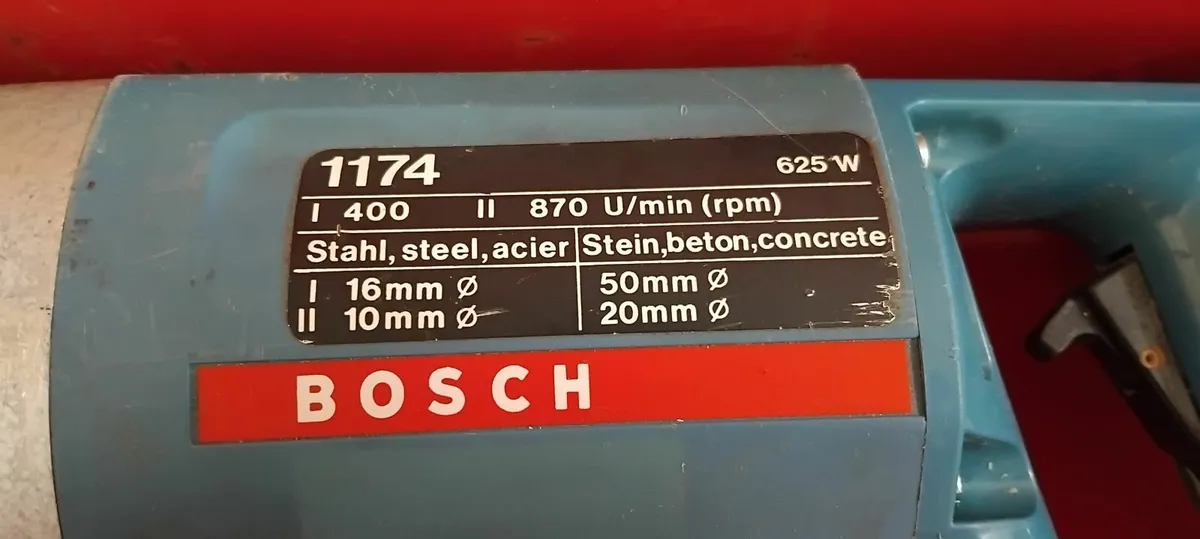 1174 625 W
I 400 II 870 U/min (rpm)
Stahl, steel, acier Stein, beton, concrete
I 16mm Ø 50mm Ø
II 10mm Ø 20mm Ø
BOSCH